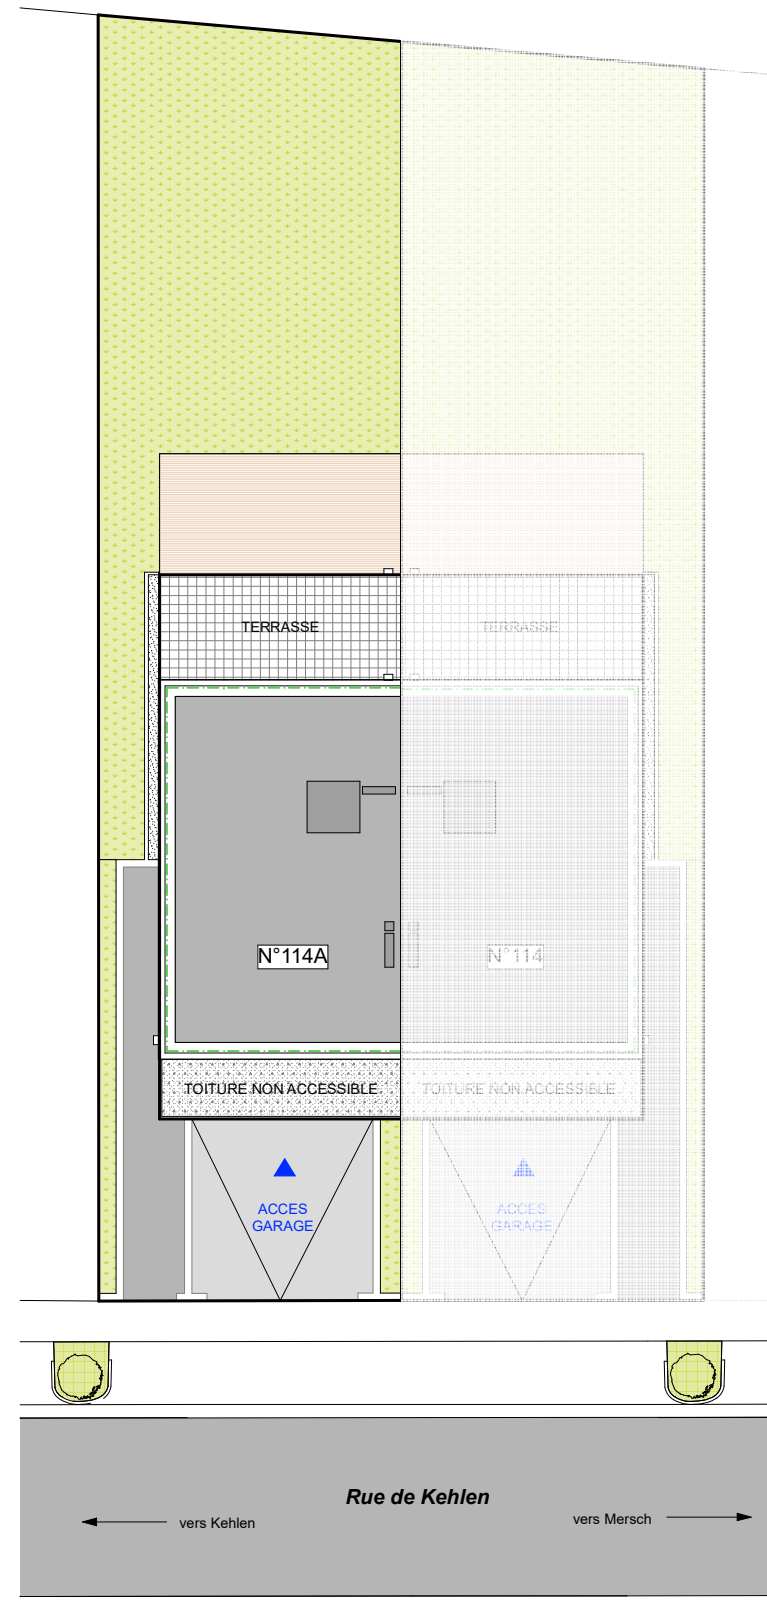 TERRASSE
TERRASSE
N°114A
N°114
TOITURE NON ACCESSIBLE
TOITURE NON ACCESSIBLE
ACCES
GARAGE
ACCES
GARAGE
Rue de Kehlen
vers Kehlen
vers Mersch